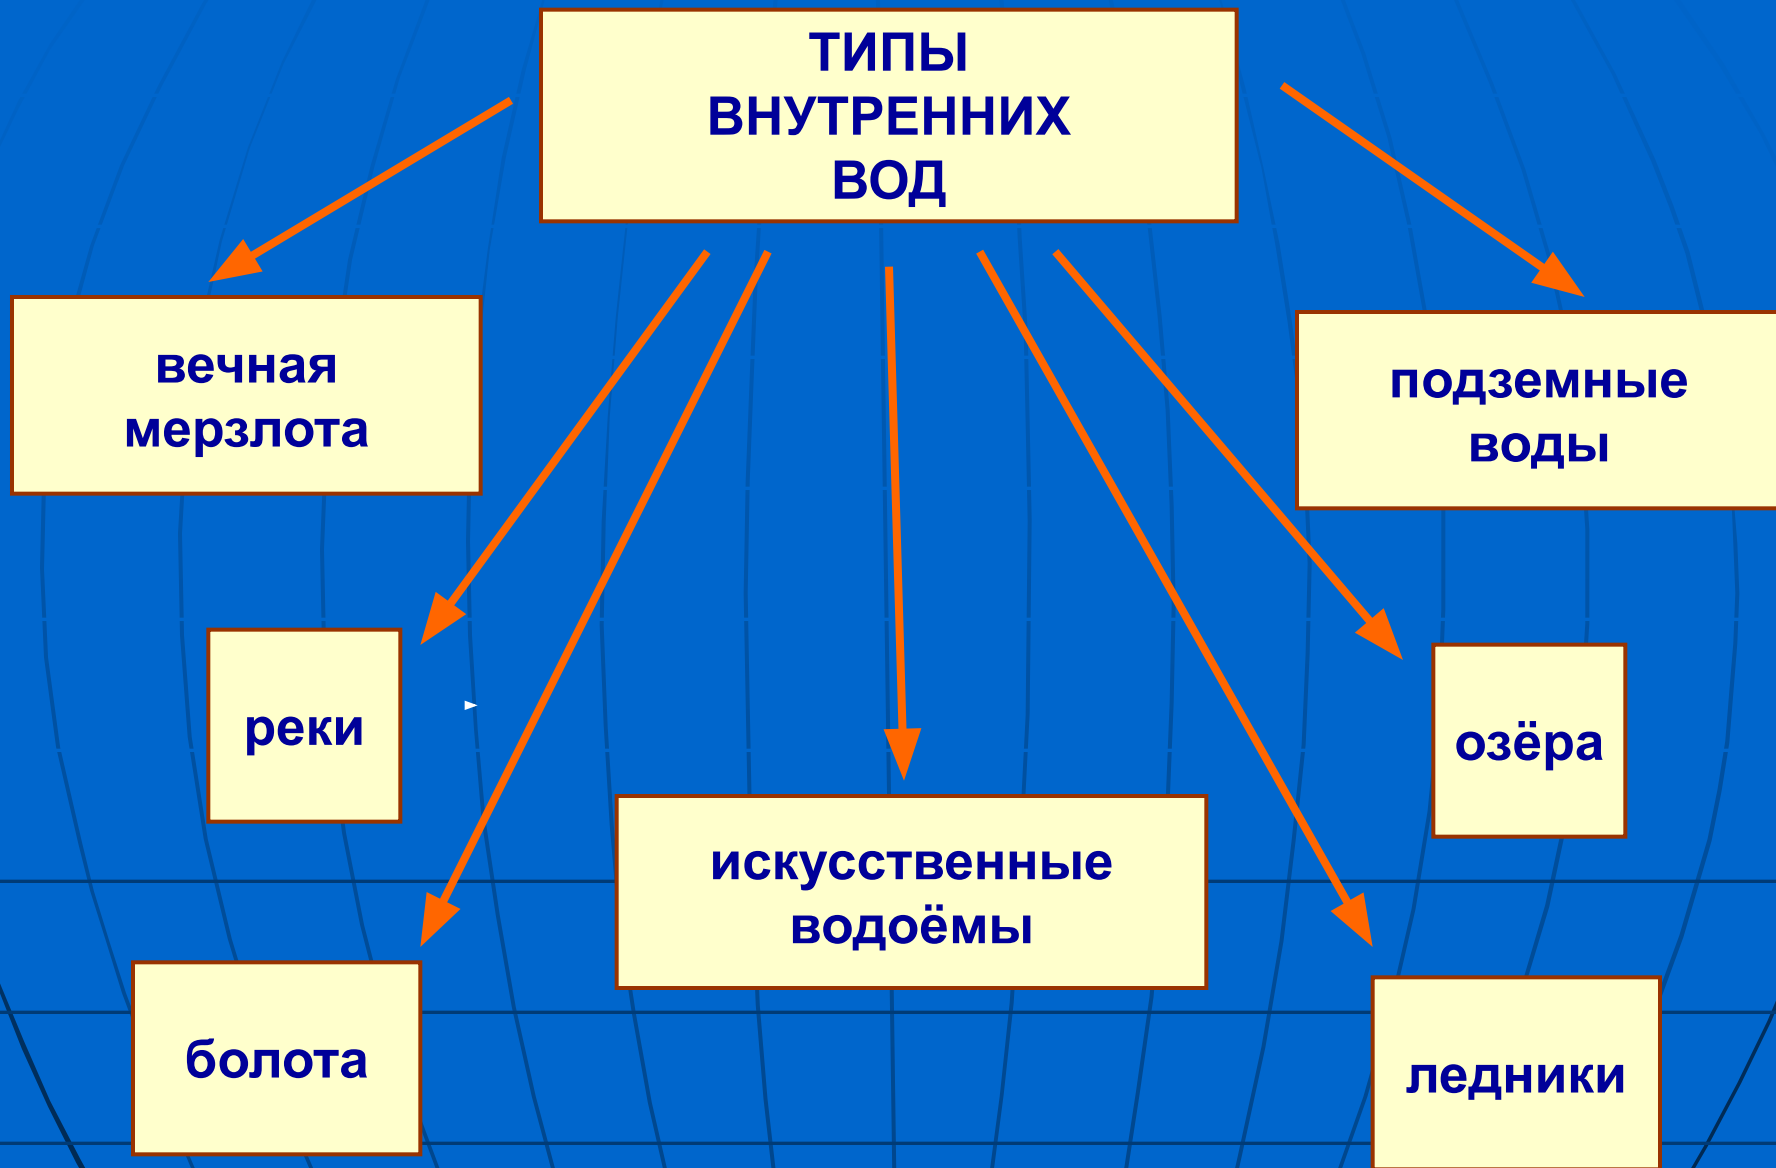 ТИПЫ
ВНУТРЕННИХ
ВОД
вечная
мерзлота
подземные
воды
реки
озёра
искусственные
водоёмы
болота
ледники